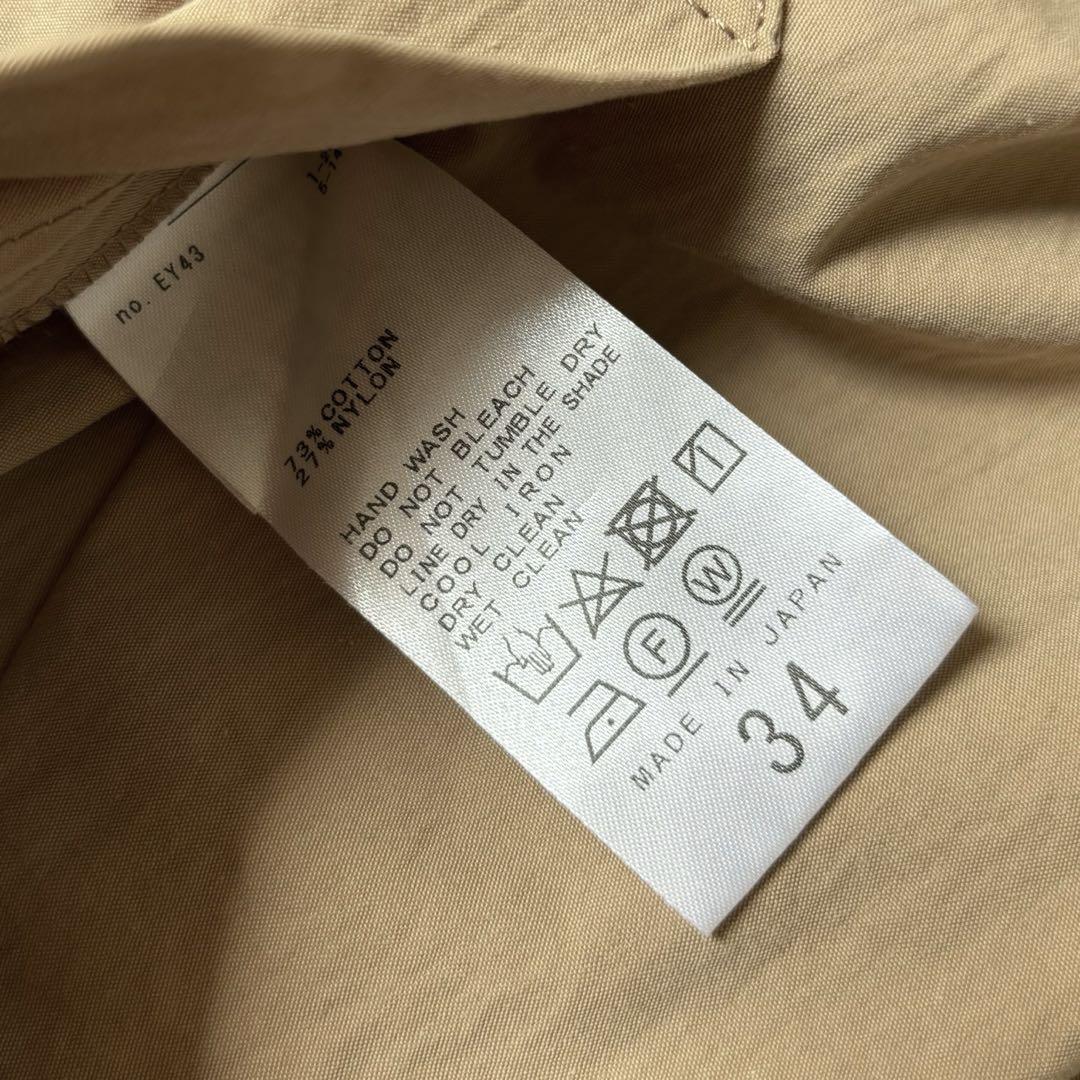 no. EY43
73% COTTON
27% NYLON
HAND WASH
DO NOT BLEACH
DO NOT TUMBLE DRY
LINE DRY IN THE SHADE
COOL IRON
DRY CLEAN
WET CLEAN
F
W
MADE IN JAPAN
34